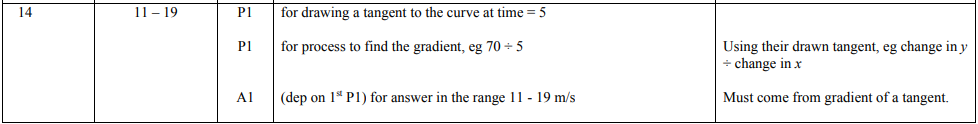 14 11 – 19 P1 for drawing a tangent to the curve at time = 5
P1 for process to find the gradient, eg 70 ÷ 5 Using their drawn tangent, eg change in y
÷ change in x
A1 (dep on 1st P1) for answer in the range 11 - 19 m/s Must come from gradient of a tangent.